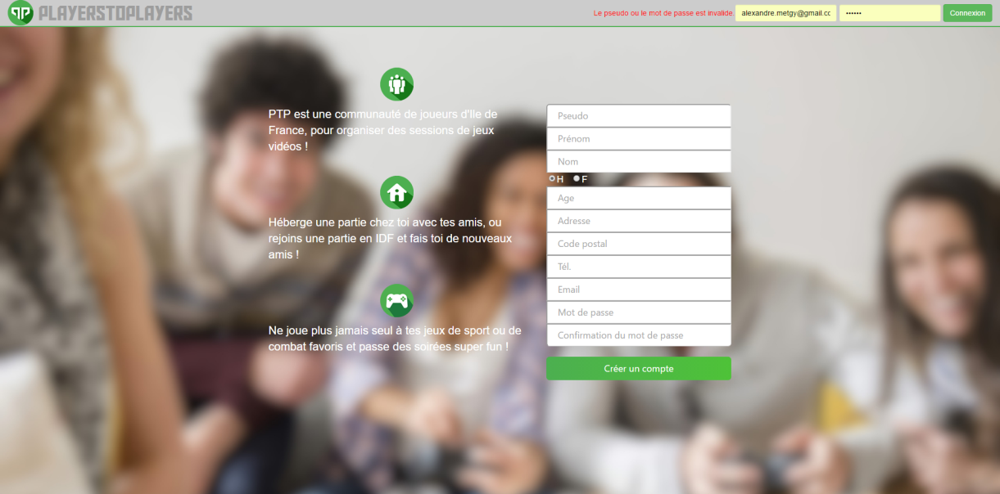 PLAYERSTOPLAYERS
Le pseudo ou le mot de passe est invalide.
alexandre.metgy@gmail.cc
••••••
Connexion
PTP est une communauté de joueurs d'Ile de
France, pour organiser des sessions de jeux
vidéos !
Héberge une partie chez toi avec tes amis, ou
rejoins une partie en IDF et fais toi de nouveaux
amis !
Ne joue plus jamais seul à tes jeux de sport ou de
combat favoris et passe des soirées super fun !
Pseudo
Prénom
Nom
H F
Age
Adresse
Code postal
Tél.
Email
Mot de passe
Confirmation du mot de passe
Créer un compte